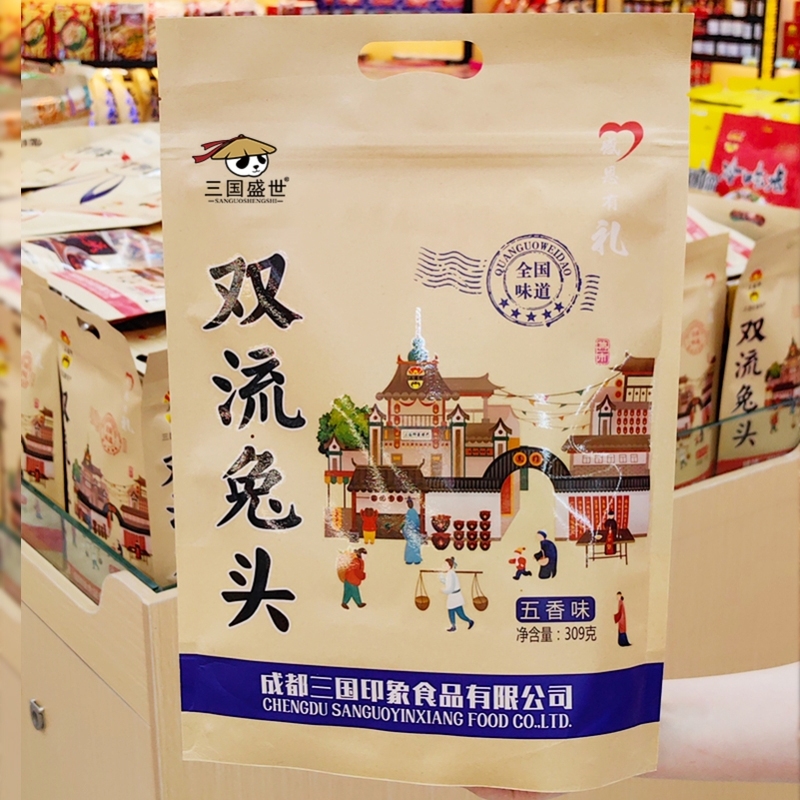 三国盛世®
SANGUOSHENGSHI
双流兔头
礼
QUANGUOWEIDAO
全国
味道
五香味
净含量:309克
成都三国印象食品有限公司
CHENGDU SANGUOYINXIANG FOOD CO.,LTD.
双流兔头